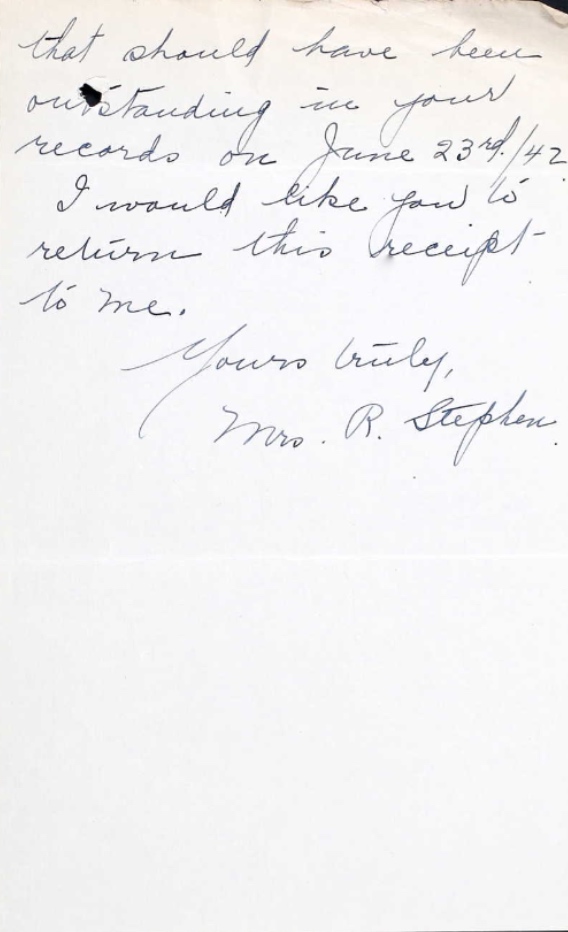 that should have been
outstanding in your
records on June 23rd./42
I would like you to
return this receipt
to me.
Yours truly,
Mrs. R. Stephen.